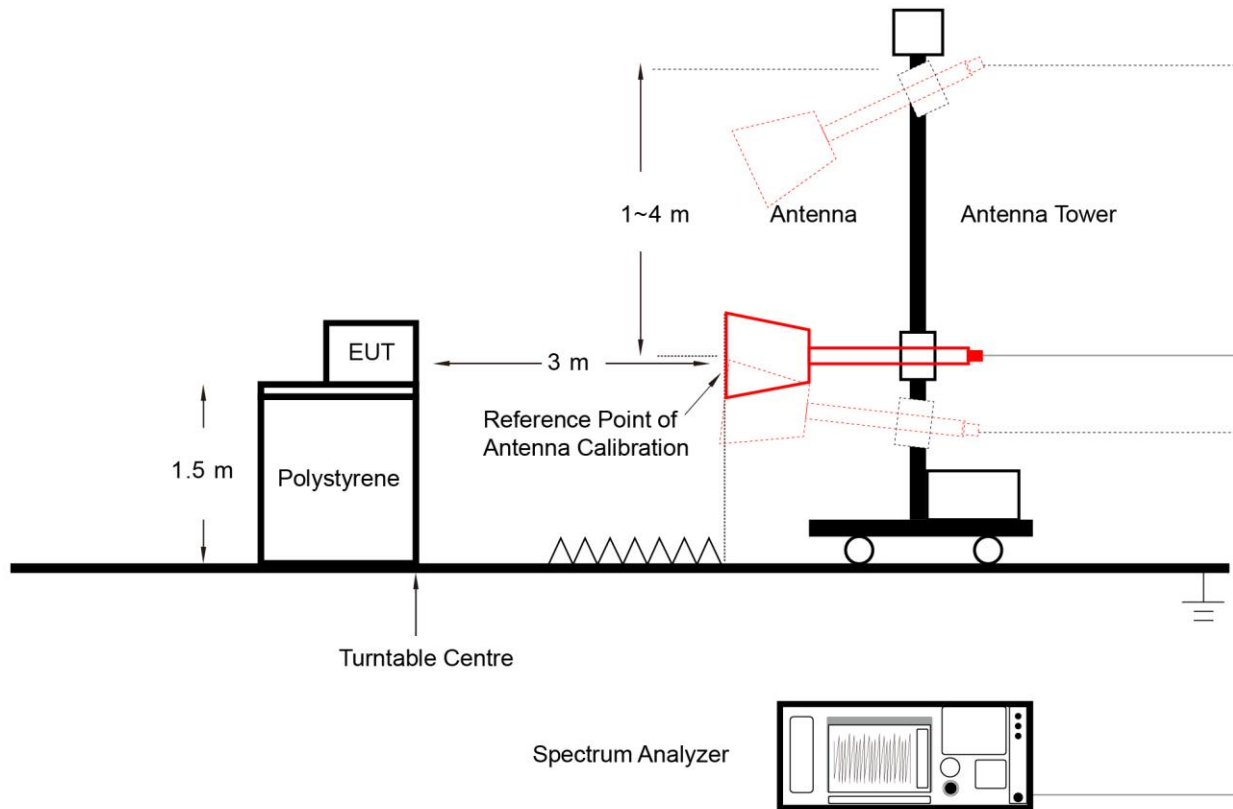 1~4 m
Antenna
Antenna Tower
EUT
3 m
Reference Point of
Antenna Calibration
1.5 m
Polystyrene
Turntable Centre
Spectrum Analyzer